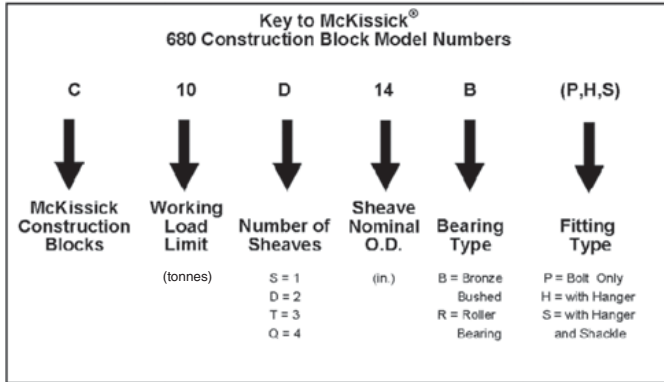 Key to McKissick®
680 Construction Block Model Numbers
C 10 D 14 B (P,H,S)
McKissick
Construction
Blocks
Working
Load
Limit
(tonnes)
Number of
Sheaves
S = 1
D = 2
T = 3
Q = 4
Sheave
Nominal
O.D.
(in.)
Bearing
Type
B = Bronze
Bushed
R = Roller
Bearing
Fitting
Type
P = Bolt Only
H = with Hanger
S = with Hanger
and Shackle